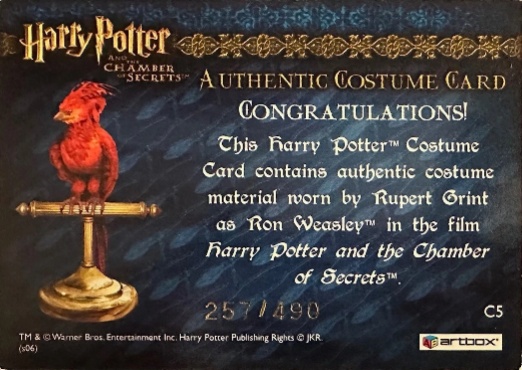 Harry Potter
AND THE
CHAMBER
OF SECRETS™
AUTHENTIC COSTUME CARD
CONGRATULATIONS!
This Harry Potter™ Costume
Card contains authentic costume
material worn by Rupert Grint
as Ron Weasley™ in the film
Harry Potter and the Chamber
of Secrets™.
257/490
C5
TM & © Warner Bros. Entertainment Inc. Harry Potter Publishing Rights © JKR.
(s06)
artbox®